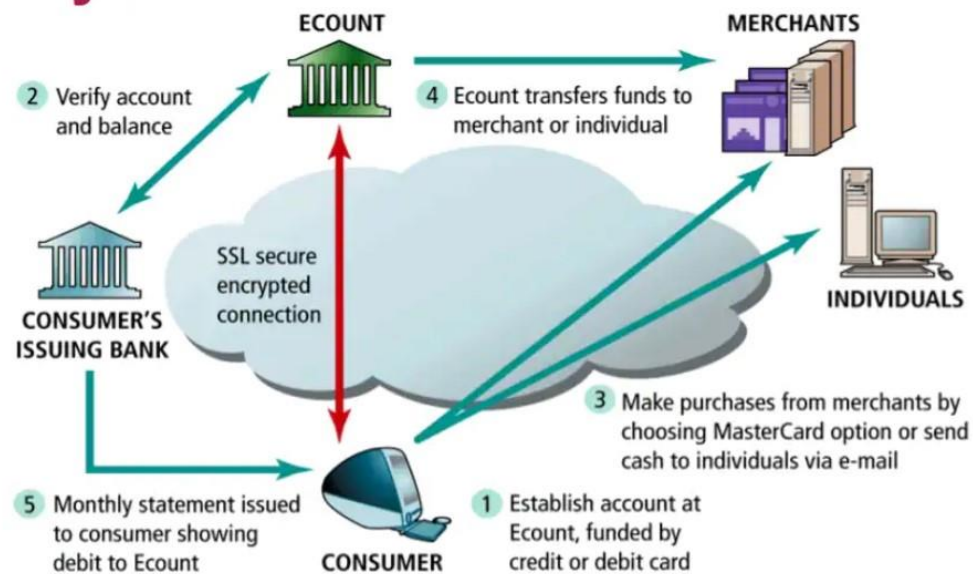 ECOUNT
MERCHANTS
2 Verify account
and balance
4 Ecount transfers funds to
merchant or individual
SSL secure
encrypted
connection
CONSUMER'S
ISSUING BANK
INDIVIDUALS
3 Make purchases from merchants by
choosing MasterCard option or send
cash to individuals via e-mail
5 Monthly statement issued
to consumer showing
debit to Ecount
CONSUMER
1 Establish account at
Ecount, funded by
credit or debit card